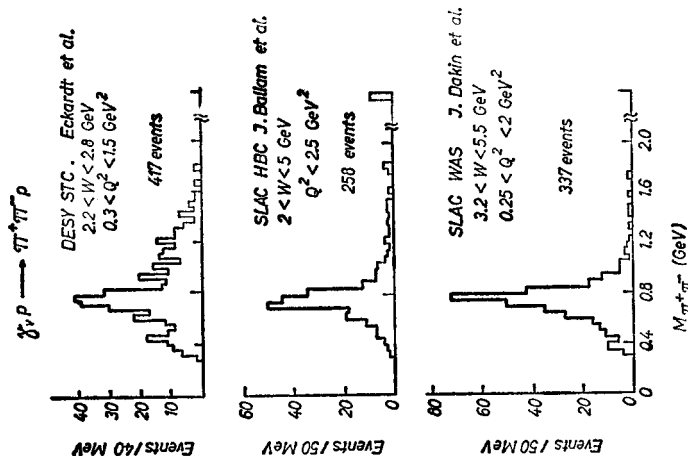 γᵥ p → π⁺π⁻p
DESY STC. Eckardt et al.
2.2 < W < 2.8 GeV
0.3 < Q² < 1.5 GeV²
417 events
Events / 40 MeV
40
30
20
10
SLAC HBC J. Ballam et al.
2 < W < 5 GeV
Q² < 2.5 GeV²
258 events
Events / 50 MeV
60
40
20
0
SLAC WAS J. Dakin et al.
3.2 < W < 5.5 GeV
0.25 < Q² < 2 GeV²
337 events
Events / 50 MeV
80
60
40
20
0
0 0.4 0.8 1.2 1.6 2.0
M π⁺π⁻ (GeV)